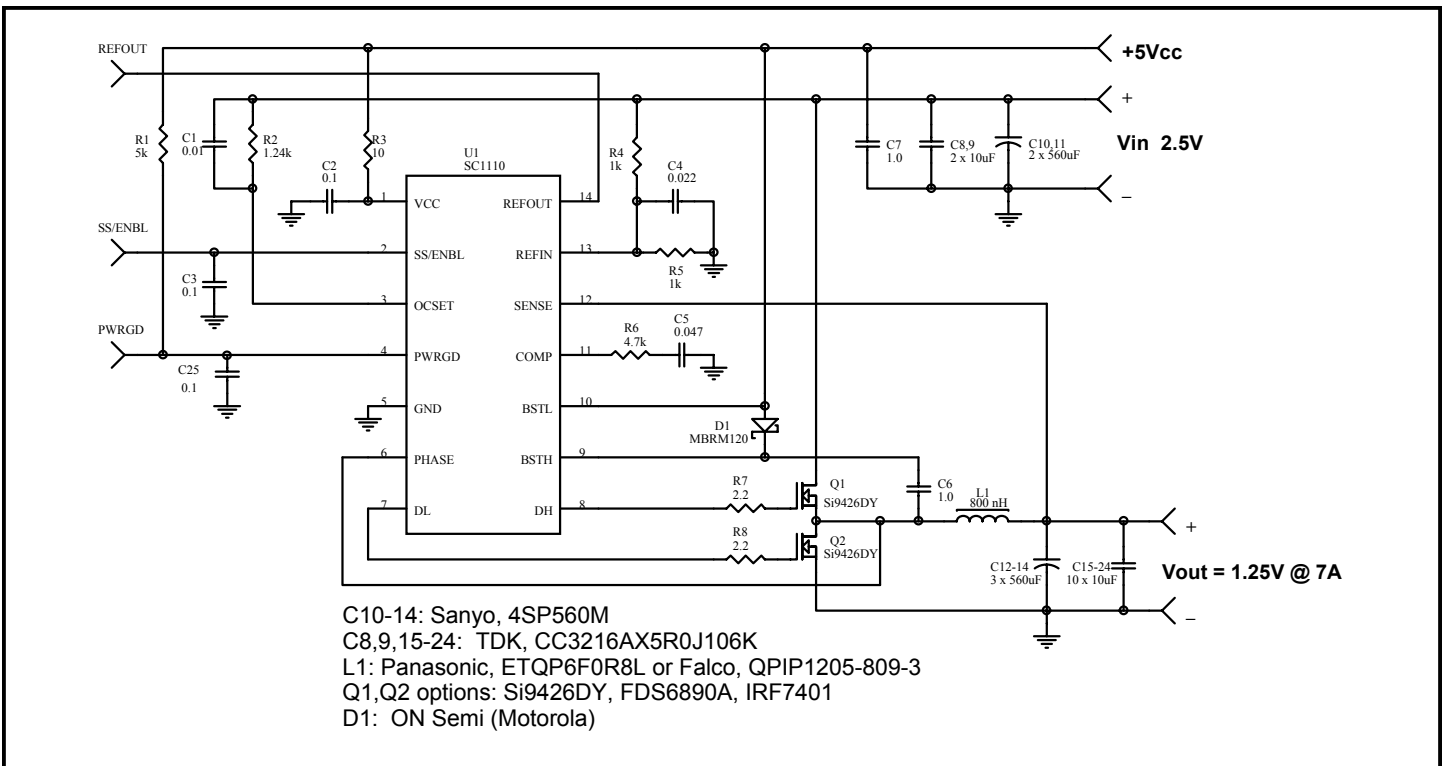 REFOUT
+5Vcc
+
R1
5k
C1
0.01
R2
1.24k
R3
10
C2
0.1
U1
SC1110
R4
1k
C4
0.022
C7
1.0
C8,9
2 x 10uF
C10,11
2 x 560uF
Vin 2.5V
_
1
VCC
REFOUT
14
SS/ENBL
2
SS/ENBL
REFIN
13
R5
1k
C3
0.1
3
OCSET
SENSE
12
PWRGD
4
PWRGD
COMP
11
R6
4.7k
C5
0.047
C25
0.1
5
GND
BSTL
10
D1
MBRM120
6
PHASE
BSTH
9
7
DL
DH
8
R7
2.2
Q1
Si9426DY
C6
1.0
L1
800 nH
R8
2.2
Q2
Si9426DY
+
C12-14
3 x 560uF
C15-24
10 x 10uF
Vout = 1.25V @ 7A
_
C10-14: Sanyo, 4SP560M
C8,9,15-24: TDK, CC3216AX5R0J106K
L1: Panasonic, ETQP6F0R8L or Falco, QPIP1205-809-3
Q1,Q2 options: Si9426DY, FDS6890A, IRF7401
D1: ON Semi (Motorola)